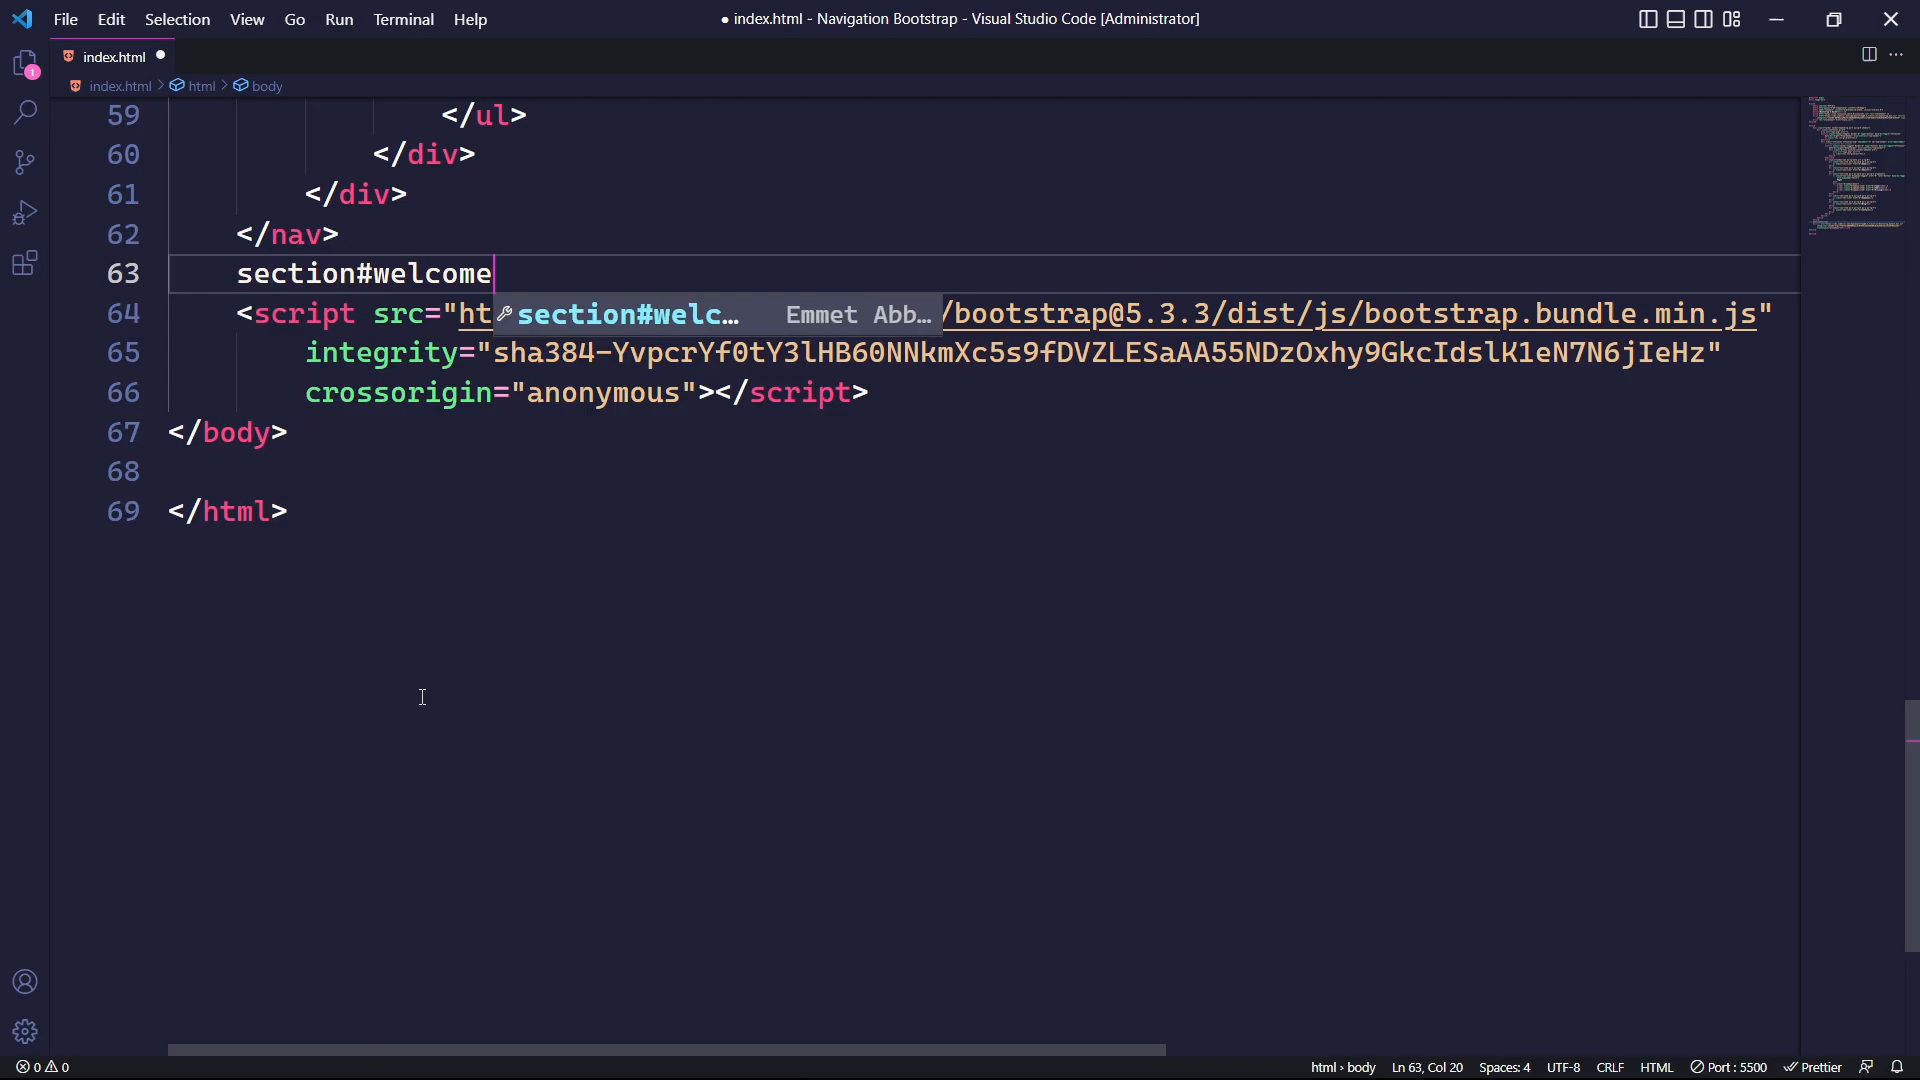 File Edit Selection View Go Run Terminal Help
● index.html - Navigation Bootstrap - Visual Studio Code [Administrator]
index.html ●
index.html > html > body
1
59 </ul>
60 </div>
61 </div>
62 </nav>
63 section#welcome
section#welc… Emmet Abb…
64 <script src="ht /bootstrap@5.3.3/dist/js/bootstrap.bundle.min.js"
65 integrity="sha384-YvpcrYf0tY3lHB60NNkmXc5s9fDVZLESaAA55NDzOxhy9GkcIdslK1eN7N6jIeHz"
66 crossorigin="anonymous"></script>
67 </body>
68
69 </html>
0 0 html › body Ln 63, Col 20 Spaces: 4 UTF-8 CRLF HTML Port : 5500 Prettier